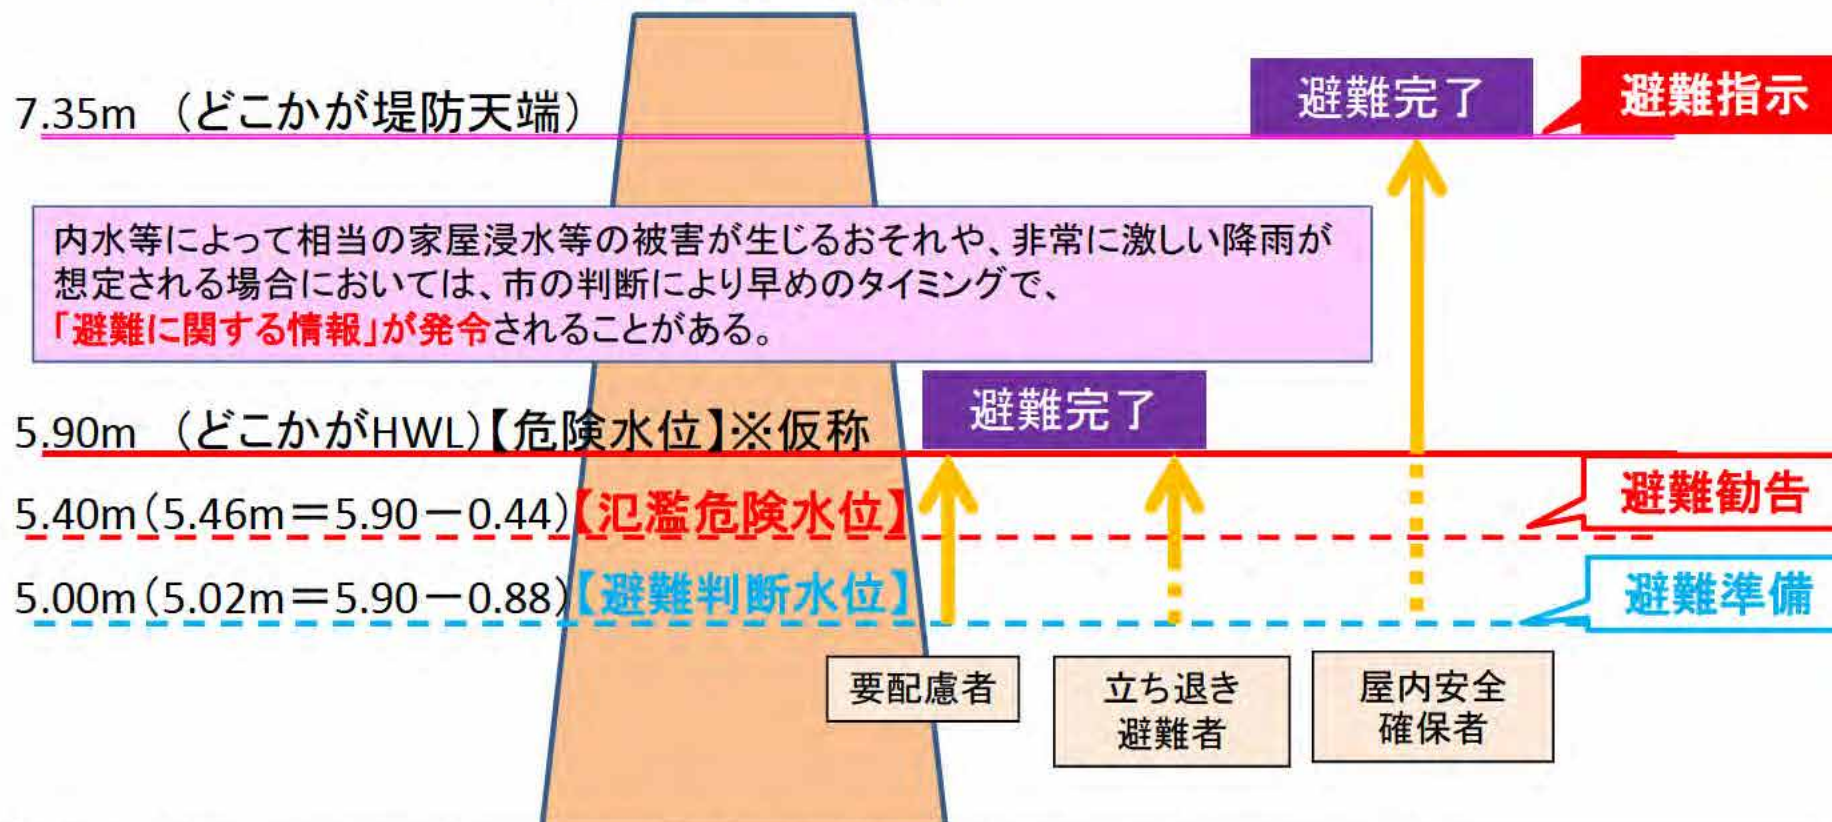 避難完了
避難指示
7.35m （どこかが堤防天端）
内水等によって相当の家屋浸水等の被害が生じるおそれや、非常に激しい降雨が
想定される場合においては、市の判断により早めのタイミングで、
「避難に関する情報」が発令されることがある。
避難完了
5.90m （どこかがHWL）【危険水位】※仮称
避難勧告
5.40m（5.46m＝5.90－0.44）【氾濫危険水位】
避難準備
5.00m（5.02m＝5.90－0.88）【避難判断水位】
要配慮者
立ち退き
避難者
屋内安全
確保者